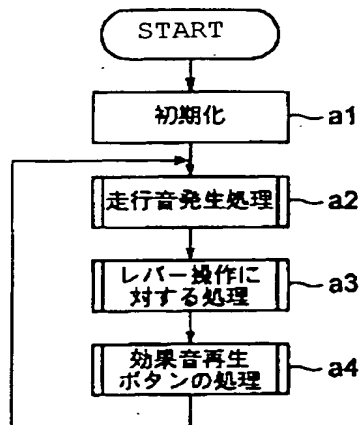 START
初期化
a1
走行音発生処理
a2
レバー操作に
対する処理
a3
効果音再生
ボタンの処理
a4